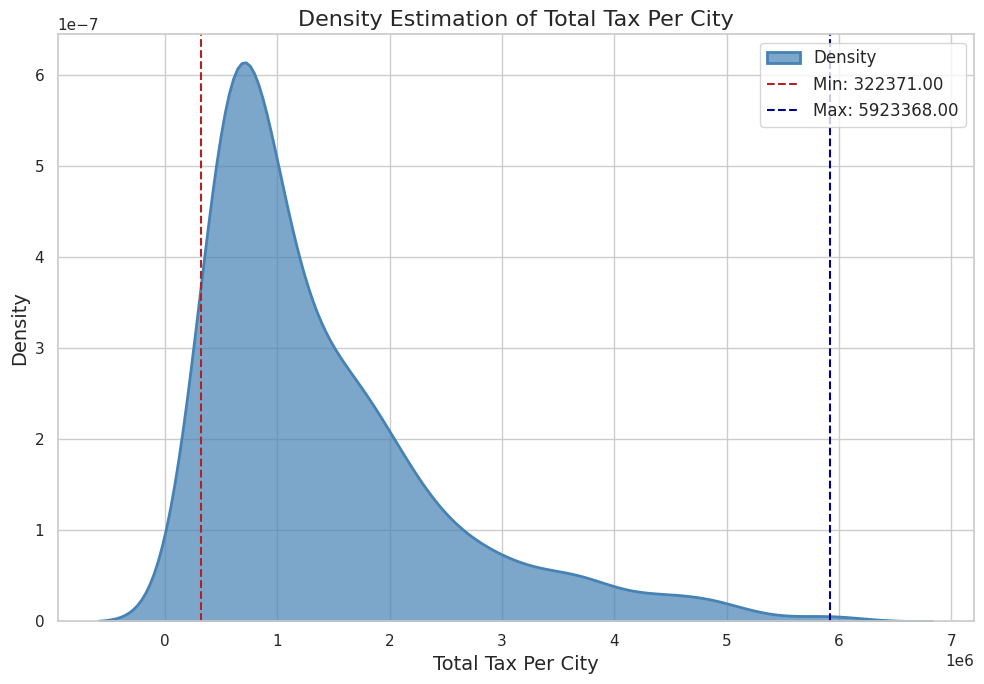 Density Estimation of Total Tax Per City
1e−7
Density
Min: 322371.00
Max: 5923368.00
6
5
4
3
2
1
0
Density
0 1 2 3 4 5 6 7
1e6
Total Tax Per City